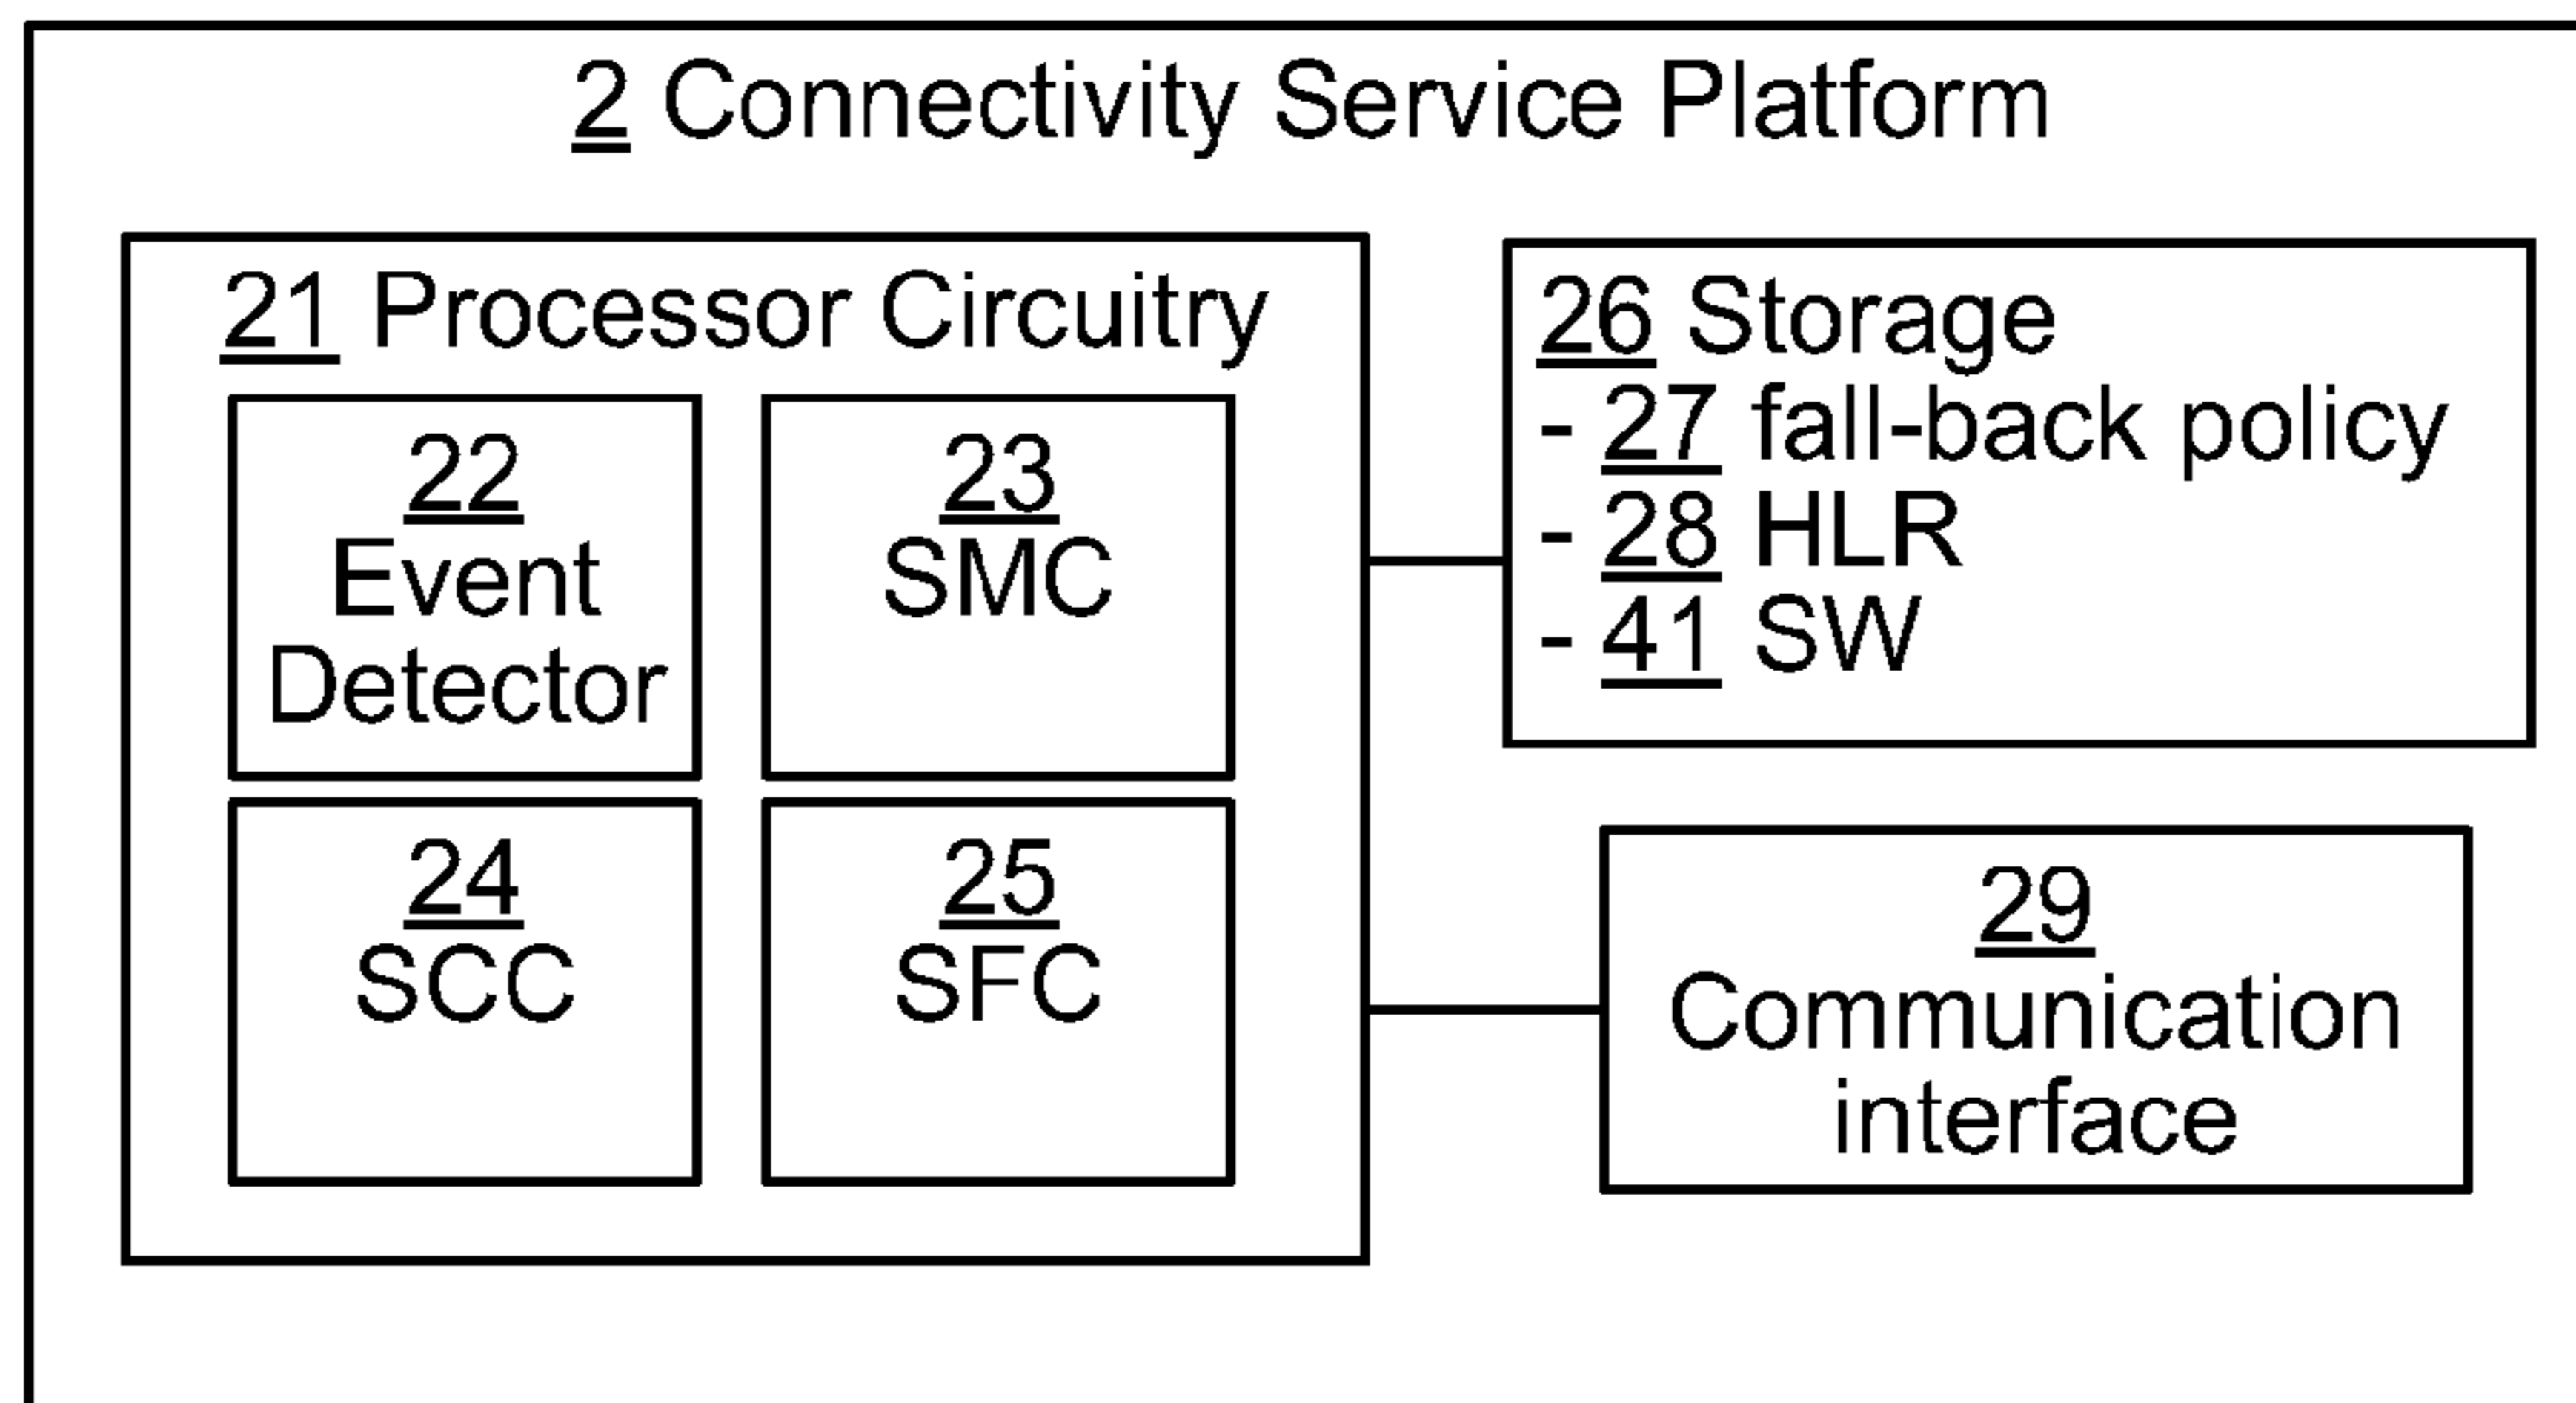 2 Connectivity Service Platform
21 Processor Circuitry
22
Event
Detector
23
SMC
24
SCC
25
SFC
26 Storage
- 27 fall-back policy
- 28 HLR
- 41 SW
29
Communication
interface